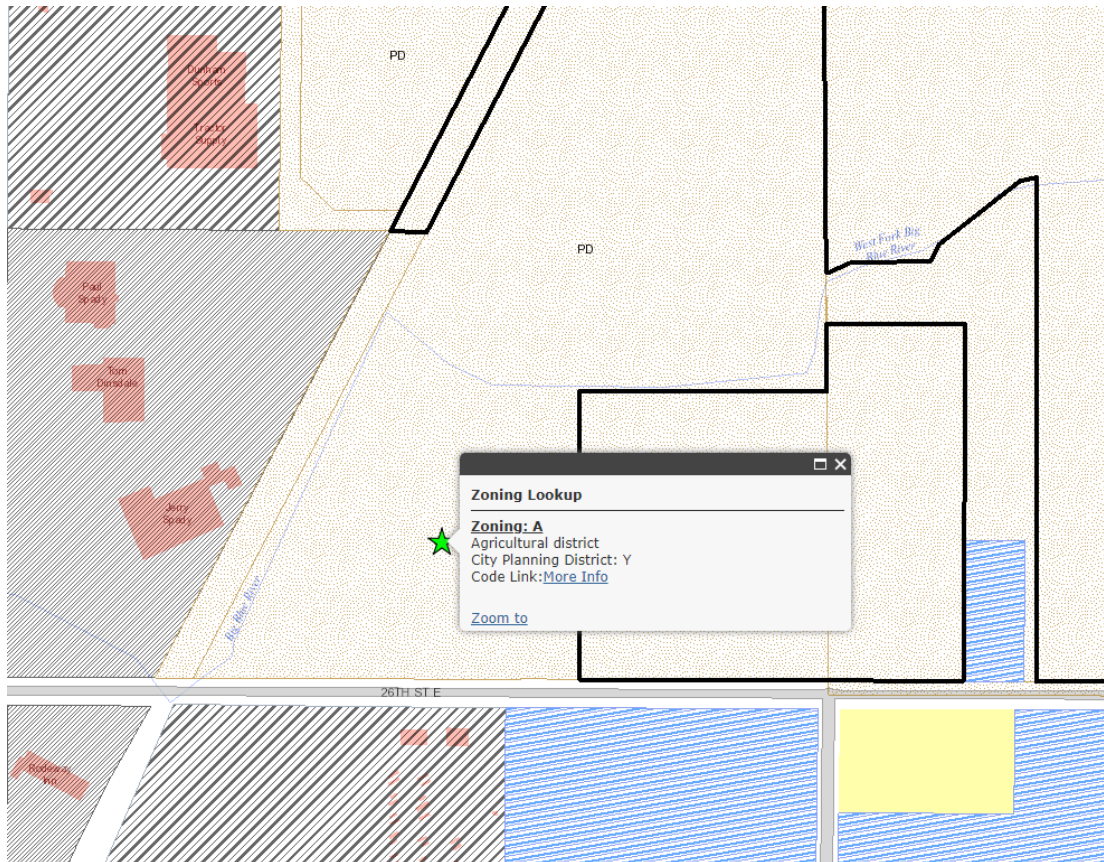 PD
Dunham
Sports
Tractor
Supply
PD
West Fork Big
Blue River
Paul
Spady
Tom
Dinsdale
Zoning Lookup
Zoning: A
Agricultural district
City Planning District: Y
Code Link:More Info
Zoom to
Jerry
Spady
Big Blue River
26TH ST E
Rodeway
Inn